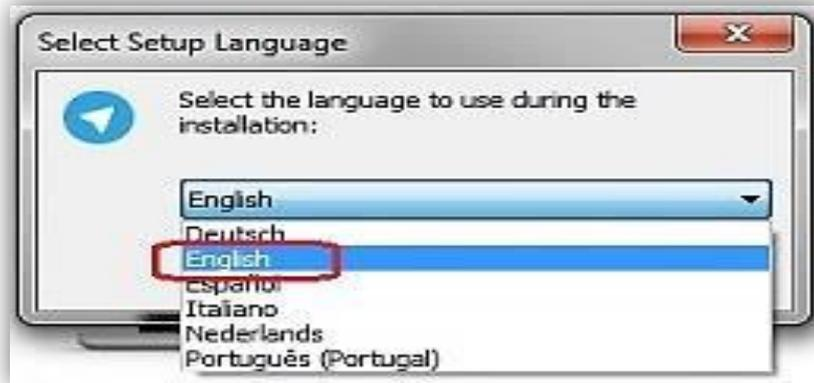 Select Setup Language
Select the language to use during the
installation:
English
Deutsch
English
Español
Italiano
Nederlands
Português (Portugal)